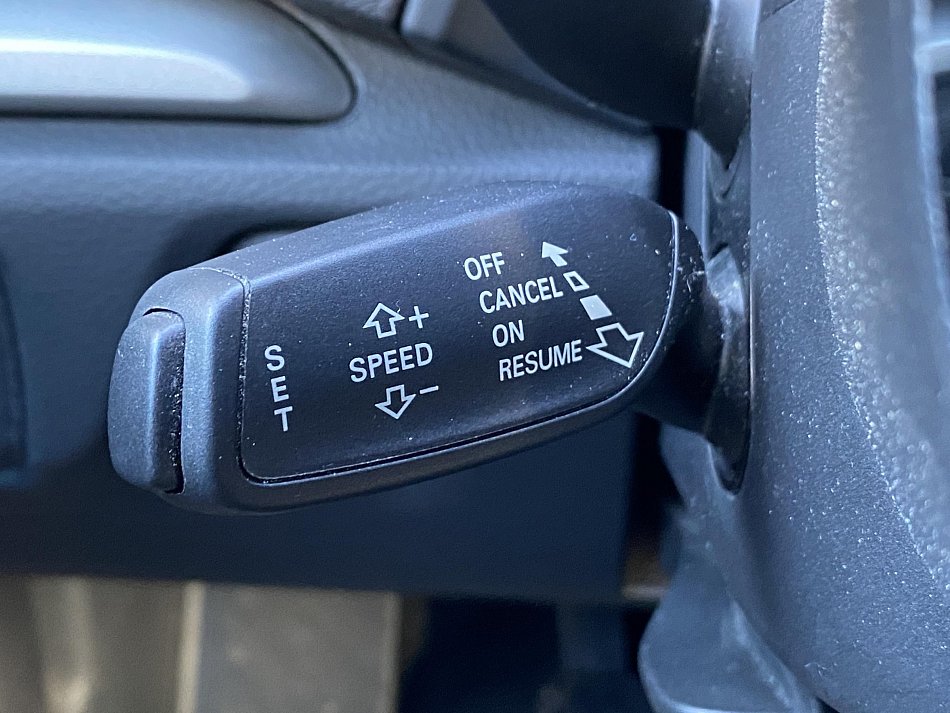 OFF
CANCEL
ON
RESUME
SPEED
+
-
SET